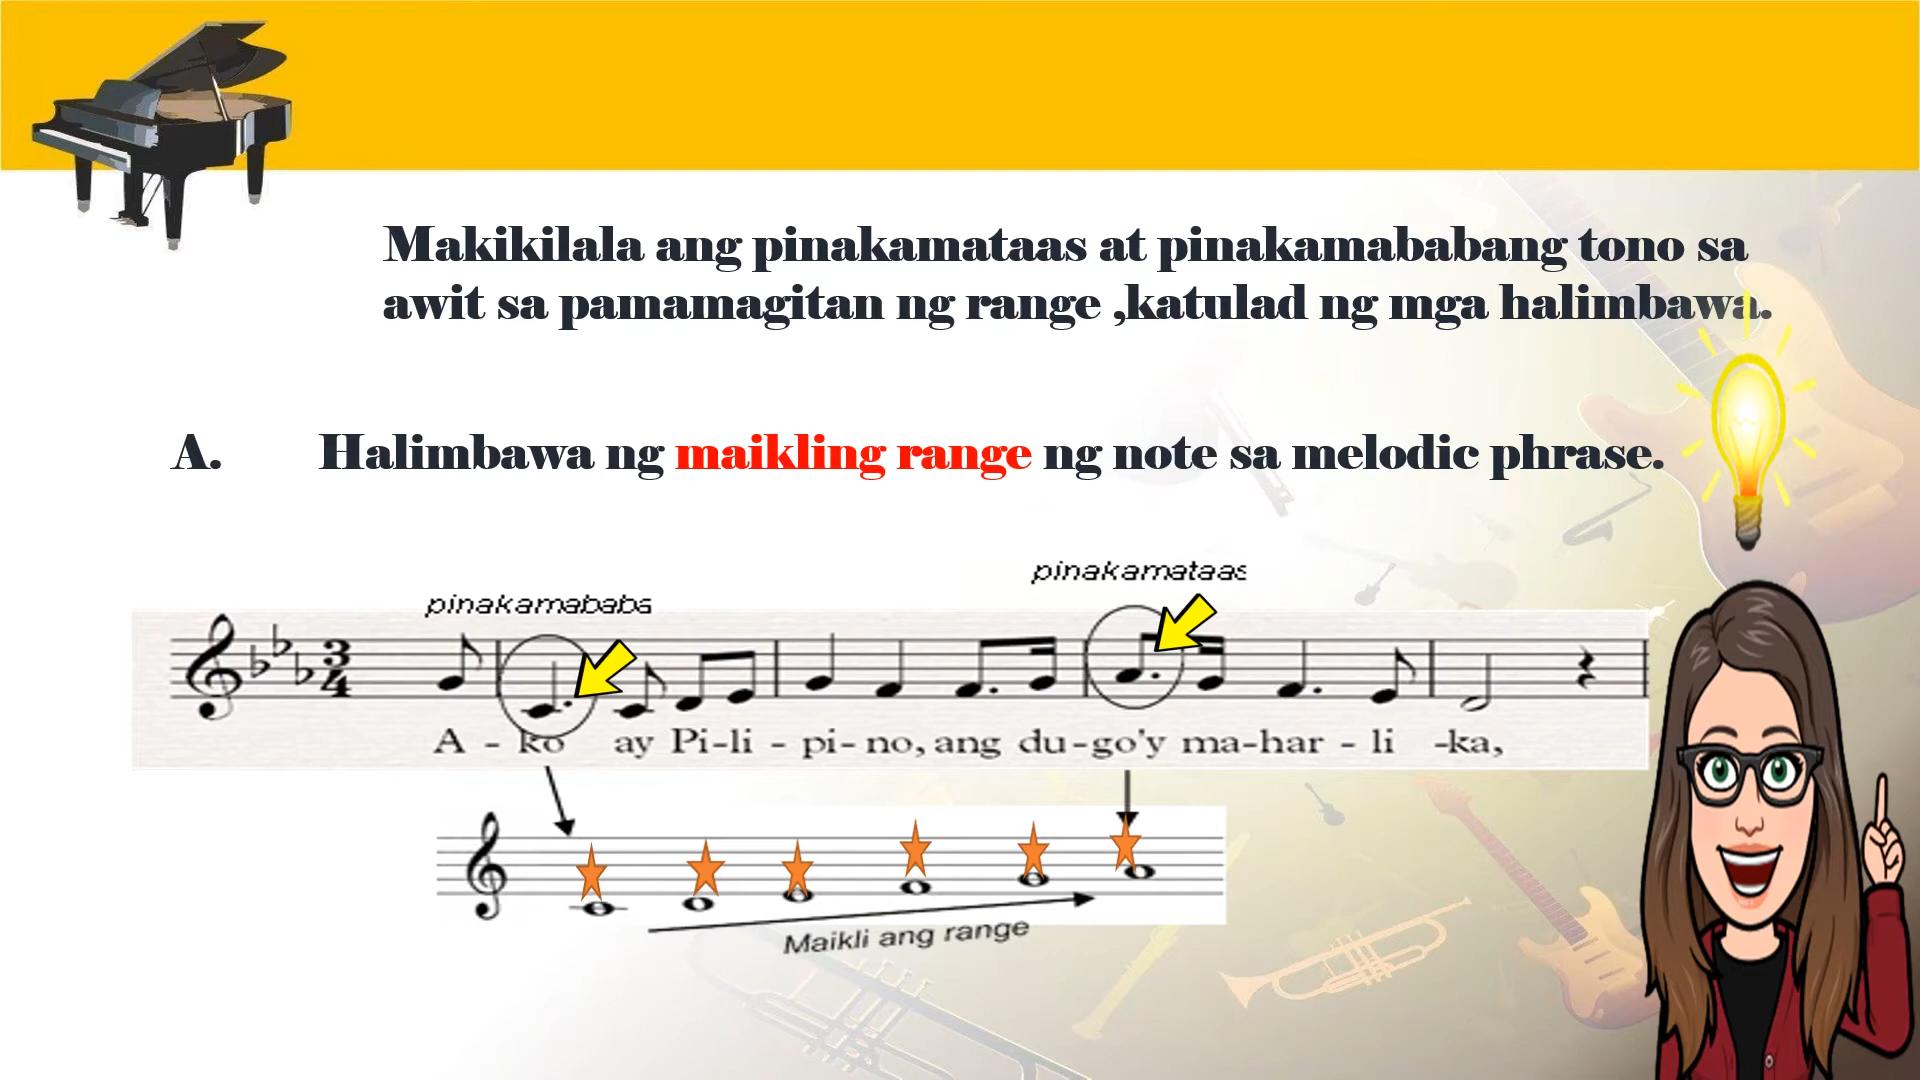 Makikilala ang pinakamataas at pinakamababang tono sa
awit sa pamamagitan ng range ,katulad ng mga halimbawa.
A. Halimbawa ng maikling range ng note sa melodic phrase.
pinakamataas
pinakamababa
3
4
A - ko ay Pi-li - pi- no, ang du-go'y ma-har - li -ka,
Maikli ang range